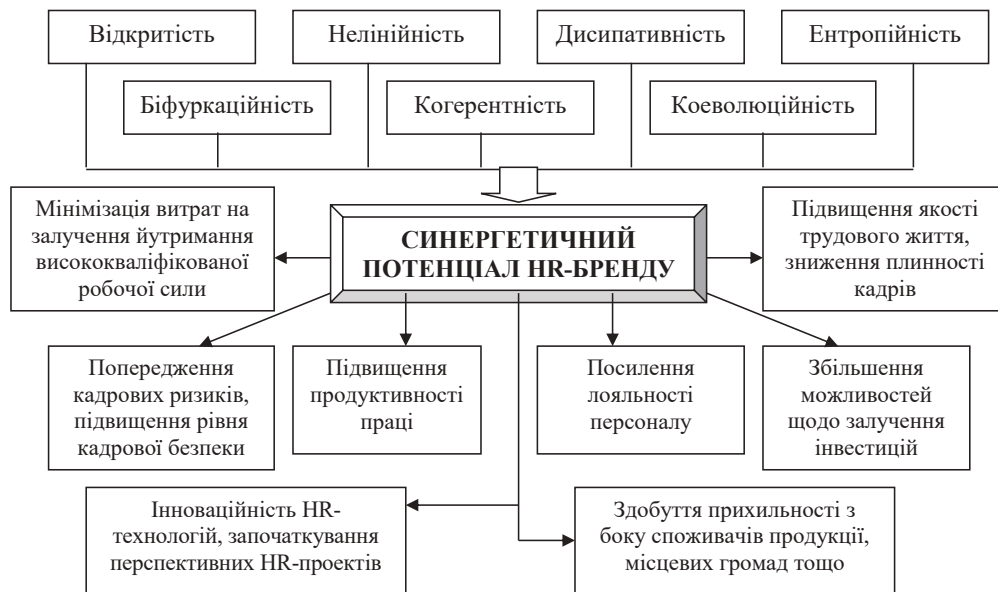 Відкритість
Нелінійність
Дисипативність
Ентропійність
Біфуркаційність
Когерентність
Коеволюційність
Мінімізація витрат на
залучення йутримання
висококваліфікованої
робочої сили
СИНЕРГЕТИЧНИЙ
ПОТЕНЦІАЛ HR-БРЕНДУ
Підвищення якості
трудового життя,
зниження плинності
кадрів
Попередження
кадрових ризиків,
підвищення рівня
кадрової безпеки
Підвищення
продуктивності
праці
Посилення
лояльності
персоналу
Збільшення
можливостей
щодо залучення
інвестицій
Інноваційність HR-
технологій, започаткування
перспективних HR-проектів
Здобуття прихильності з
боку споживачів продукції,
місцевих громад тощо